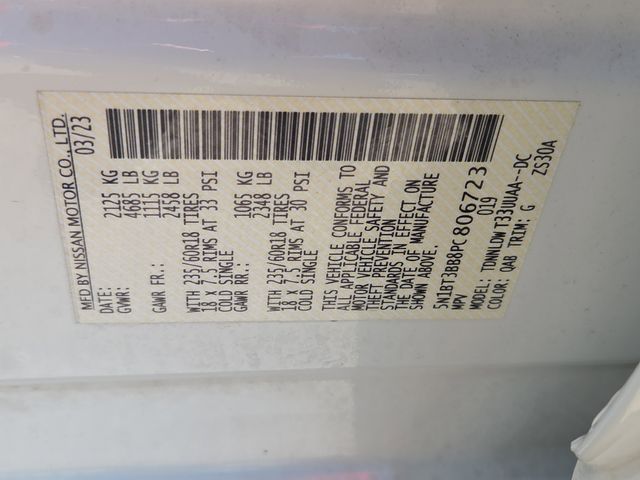 MFD BY NISSAN MOTOR CO., LTD.
DATE: 03/23
GVWR: 2125 KG
4685 LB
GAWR FR.: 1115 KG
2458 LB
WITH 235/60R18 TIRES
18 X 7.5 RIMS AT 33 PSI
COLD SINGLE
GAWR RR.: 1065 KG
2348 LB
WITH 235/60R18 TIRES
18 X 7.5 RIMS AT 30 PSI
COLD SINGLE
THIS VEHICLE CONFORMS TO
ALL APPLICABLE FEDERAL
MOTOR VEHICLE SAFETY AND
THEFT PREVENTION
STANDARDS IN EFFECT ON
THE DATE OF MANUFACTURE
5N1BT3BB8PC806723
MPV 019
MODEL: TDWNLDWT33UUAA--DC
COLOR: QAB TRIM: G ZS30A